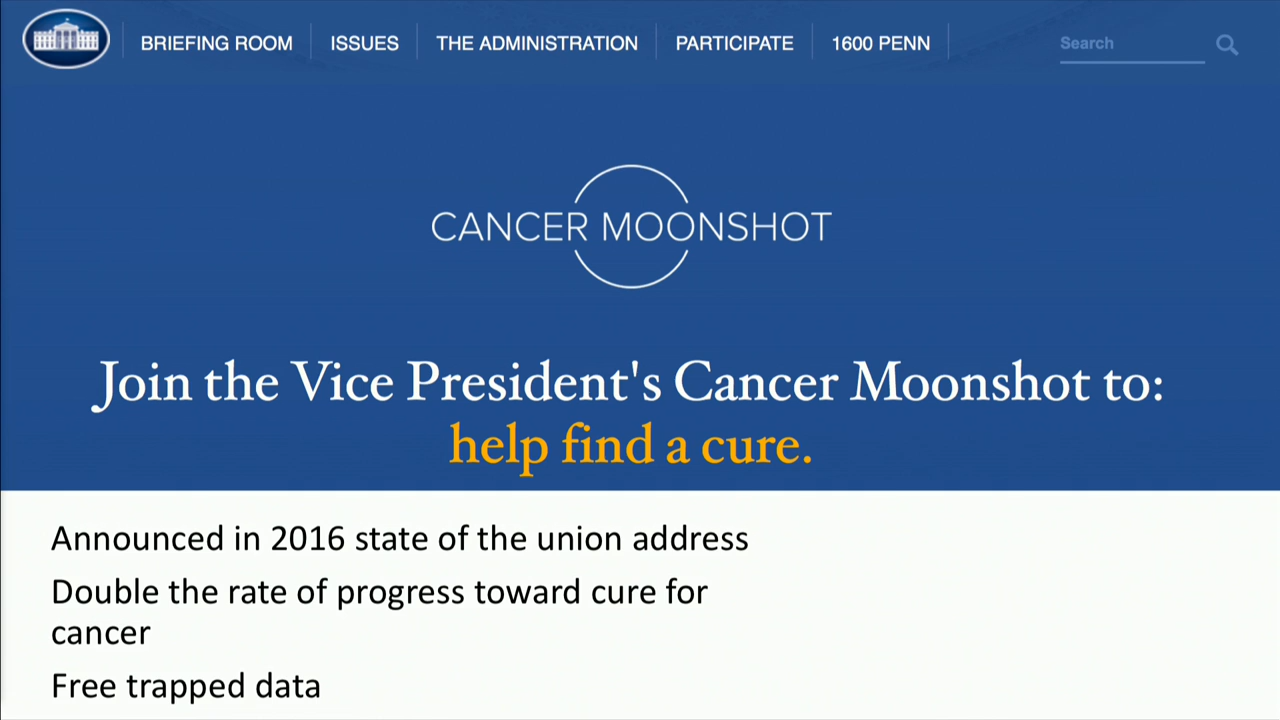 BRIEFING ROOM ISSUES THE ADMINISTRATION PARTICIPATE 1600 PENN Search
CANCER MOONSHOT
Join the Vice President's Cancer Moonshot to:
help find a cure.
Announced in 2016 state of the union address
Double the rate of progress toward cure for
cancer
Free trapped data